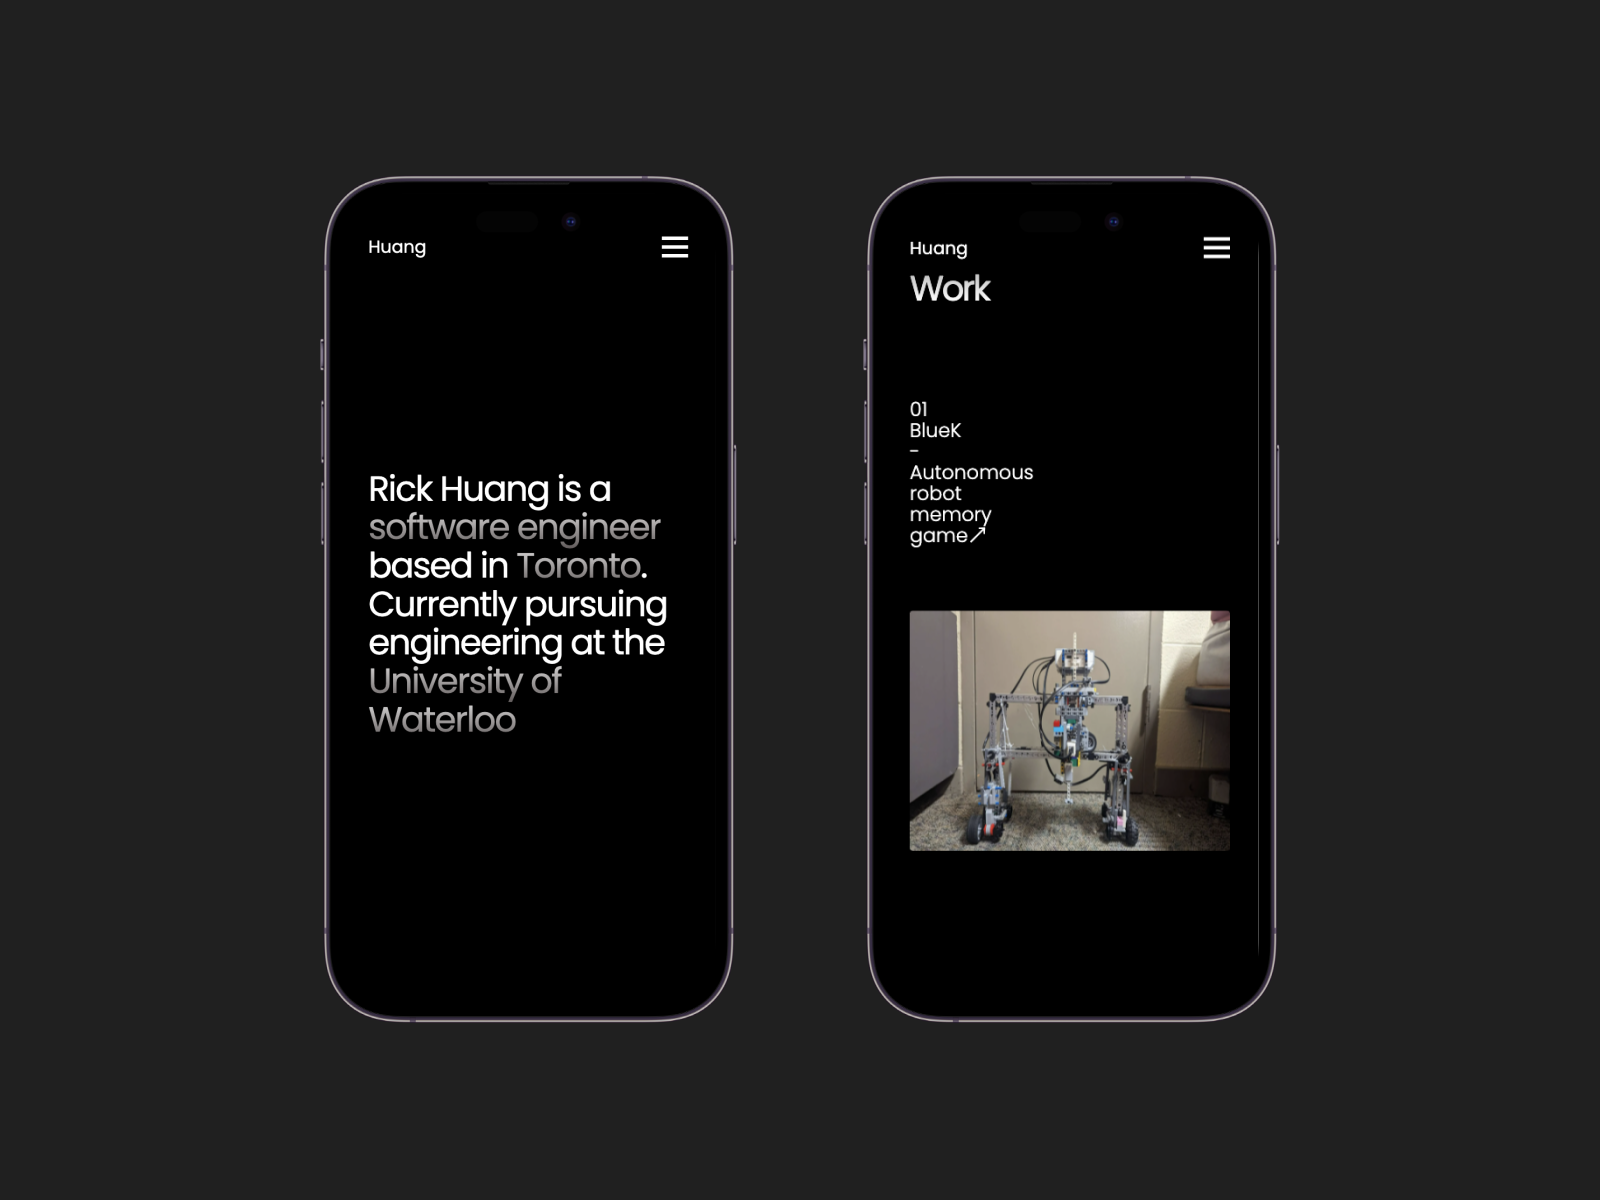 Huang
Rick Huang is a
software engineer
based in Toronto.
Currently pursuing
engineering at the
University of
Waterloo
Huang
Work
01
BlueK
-
Autonomous
robot
memory
game↗